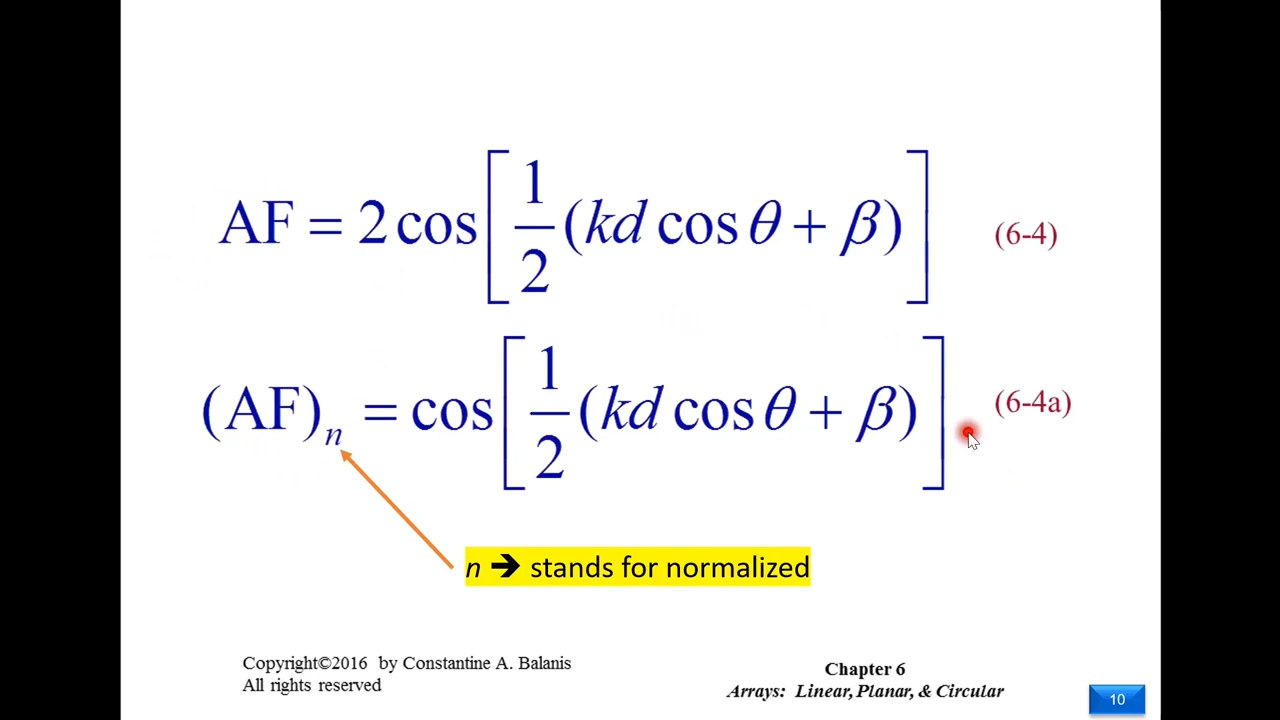 AF = 2 cos[ 1/2 (kd cos θ + β) ] (6-4)
(AF)n = cos[ 1/2 (kd cos θ + β) ] (6-4a)
n ➔ stands for normalized
Copyright©2016 by Constantine A. Balanis
All rights reserved
Chapter 6
Arrays: Linear, Planar, & Circular
10